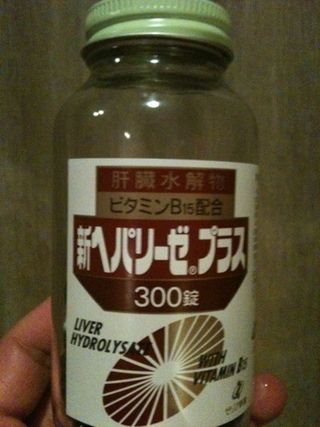 肝臓水解物
ビタミンB15配合
新ヘパリーゼ®プラス
300錠
LIVER
HYDROLYSATE
WITH
VITAMIN B15